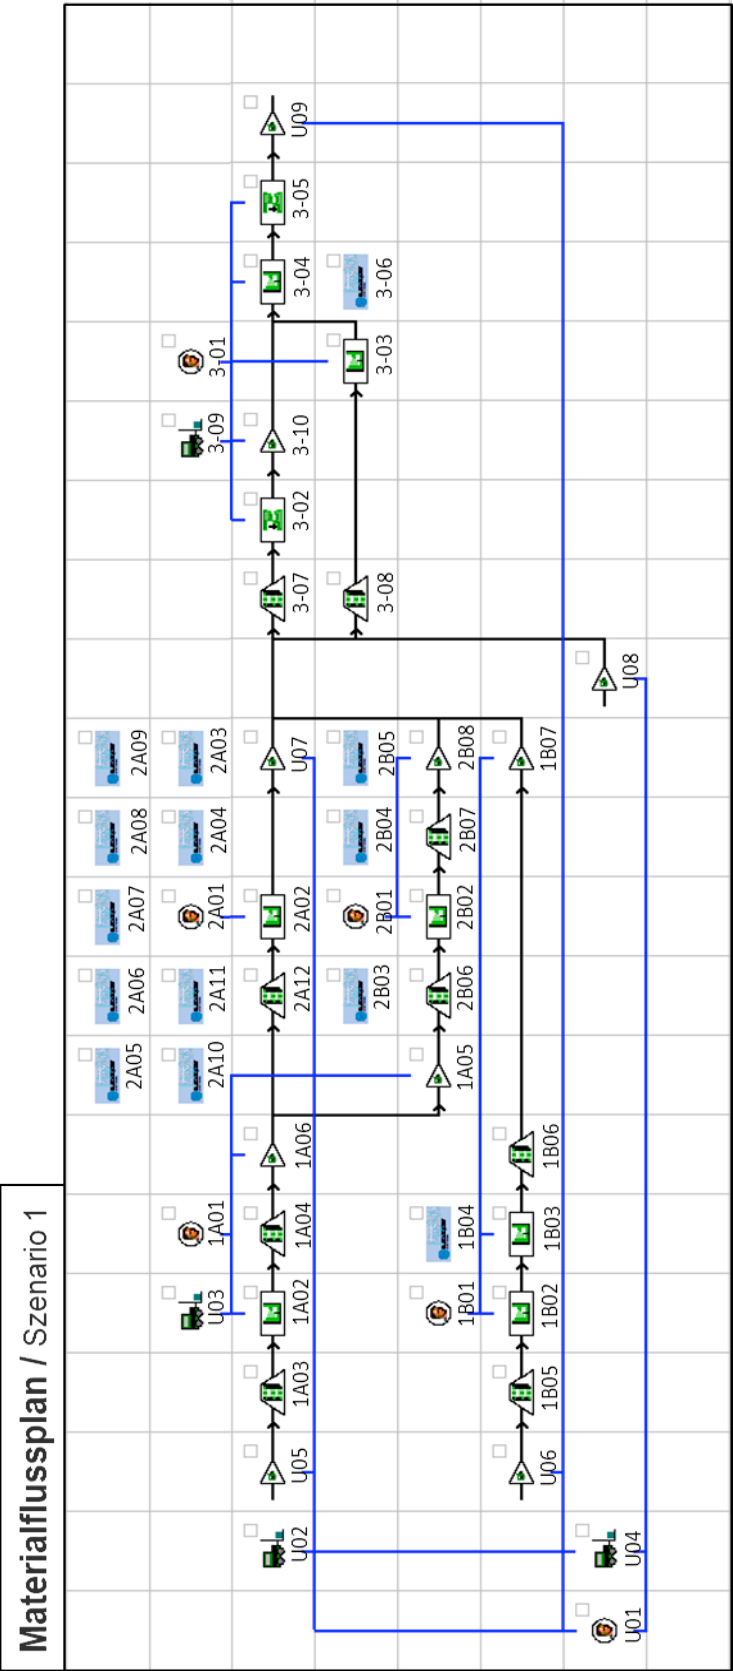 Materialflussplan / Szenario 1
2A05 2A06 2A07 2A08 2A09
U03 1A01 2A10 2A11 2A01 2A04 2A03 3-09 3-01
U02 U05 1A03 1A02 1A04 1A06 2A12 2A02 U07 3-07 3-02 3-10 3-04 3-05 U09
2B03 2B01 2B04 2B05 3-08 3-03 3-06
1B01 1B04 1A05 2B06 2B02 2B07 2B08
U06 1B05 1B02 1B03 1B06 1B07
U01 U04 U08